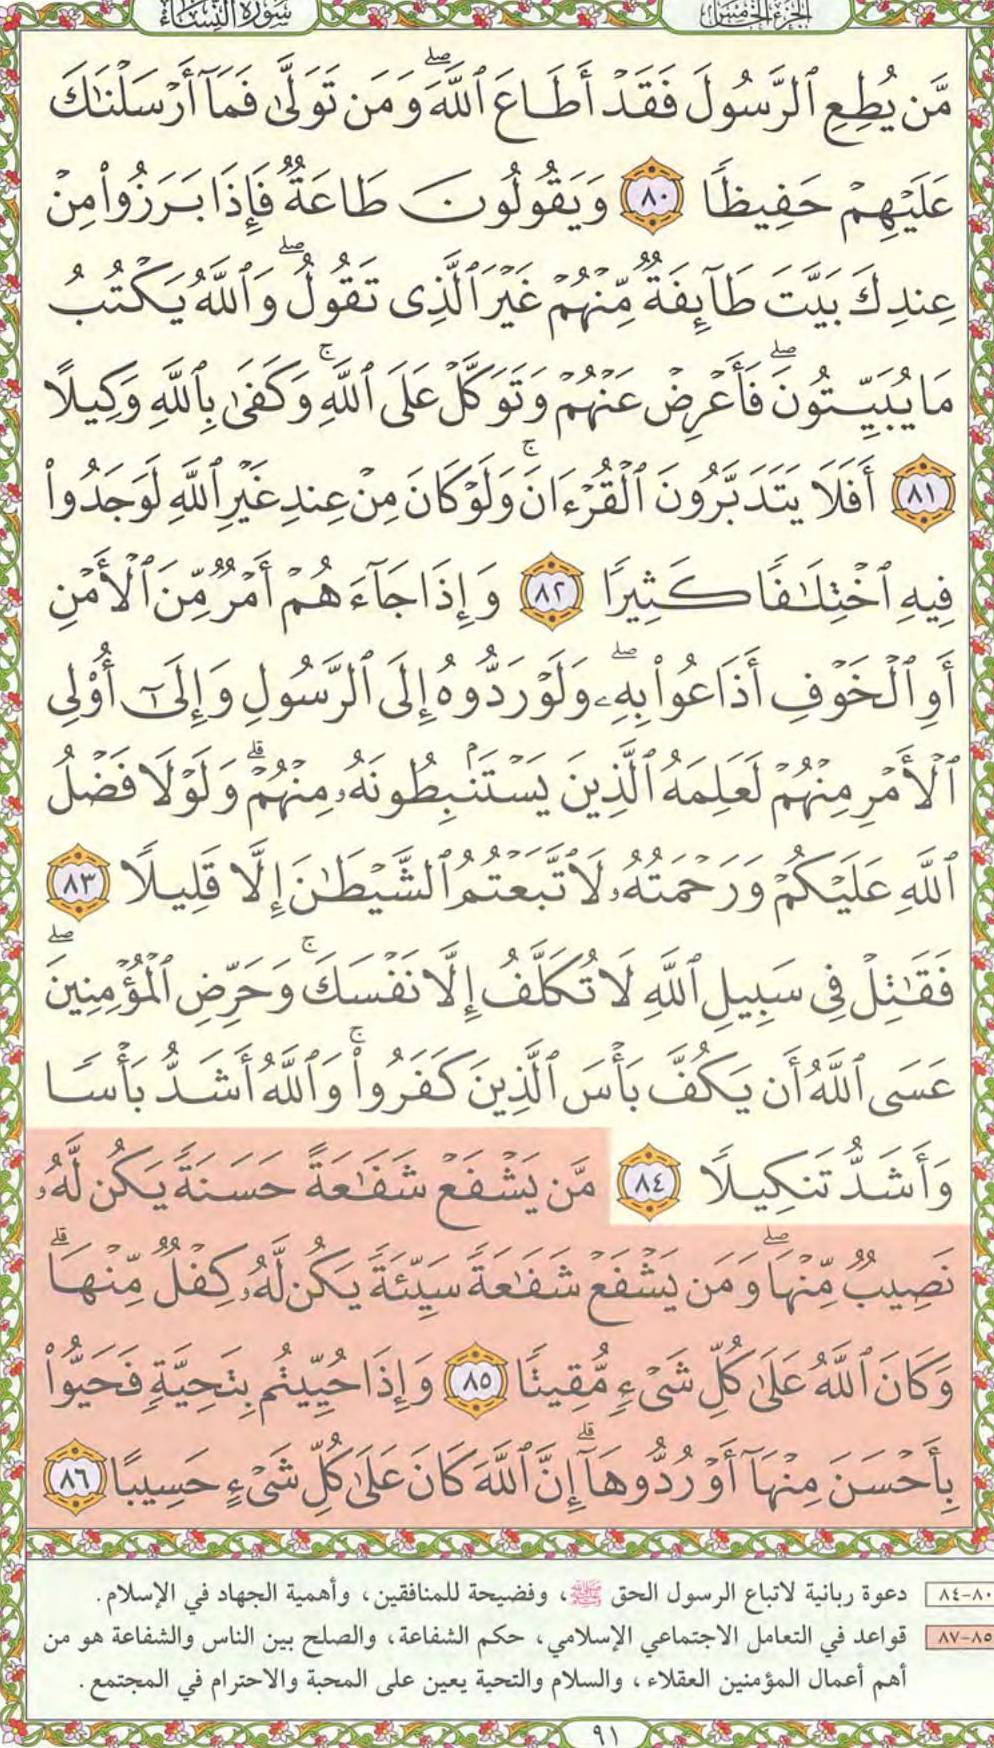 الجزء الخامس سورة النساء
مَّن يُطِعِ ٱلرَّسُولَ فَقَدۡ أَطَاعَ ٱللَّهَۖ وَمَن تَوَلَّىٰ فَمَآ أَرۡسَلۡنَٰكَ
عَلَيۡهِمۡ حَفِيظٗا ٨٠ وَيَقُولُونَ طَاعَةٞ فَإِذَا بَرَزُواْ مِنۡ
عِندِكَ بَيَّتَ طَآئِفَةٞ مِّنۡهُمۡ غَيۡرَ ٱلَّذِي تَقُولُۖ وَٱللَّهُ يَكۡتُبُ
مَا يُبَيِّتُونَۖ فَأَعۡرِضۡ عَنۡهُمۡ وَتَوَكَّلۡ عَلَى ٱللَّهِۚ وَكَفَىٰ بِٱللَّهِ وَكِيلًا
٨١ أَفَلَا يَتَدَبَّرُونَ ٱلۡقُرۡءَانَۚ وَلَوۡ كَانَ مِنۡ عِندِ غَيۡرِ ٱللَّهِ لَوَجَدُواْ
فِيهِ ٱخۡتِلَٰفٗا كَثِيرٗا ٨٢ وَإِذَا جَآءَهُمۡ أَمۡرٞ مِّنَ ٱلۡأَمۡنِ
أَوِ ٱلۡخَوۡفِ أَذَاعُواْ بِهِۦۖ وَلَوۡ رَدُّوهُ إِلَى ٱلرَّسُولِ وَإِلَىٰٓ أُوْلِي
ٱلۡأَمۡرِ مِنۡهُمۡ لَعَلِمَهُ ٱلَّذِينَ يَسۡتَنۢبِطُونَهُۥ مِنۡهُمۡۗ وَلَوۡلَا فَضۡلُ
ٱللَّهِ عَلَيۡكُمۡ وَرَحۡمَتُهُۥ لَٱتَّبَعۡتُمُ ٱلشَّيۡطَٰنَ إِلَّا قَلِيلٗا ٨٣
فَقَٰتِلۡ فِي سَبِيلِ ٱللَّهِ لَا تُكَلَّفُ إِلَّا نَفۡسَكَۚ وَحَرِّضِ ٱلۡمُؤۡمِنِينَۖ
عَسَى ٱللَّهُ أَن يَكُفَّ بَأۡسَ ٱلَّذِينَ كَفَرُواْۚ وَٱللَّهُ أَشَدُّ بَأۡسٗا
وَأَشَدُّ تَنكِيلٗا ٨٤ مَّن يَشۡفَعۡ شَفَٰعَةً حَسَنَةٗ يَكُن لَّهُۥ
نَصِيبٞ مِّنۡهَاۖ وَمَن يَشۡفَعۡ شَفَٰعَةٗ سَيِّئَةٗ يَكُن لَّهُۥ كِفۡلٞ مِّنۡهَاۗ
وَكَانَ ٱللَّهُ عَلَىٰ كُلِّ شَيۡءٖ مُّقِيتٗا ٨٥ وَإِذَا حُيِّيتُم بِتَحِيَّةٖ فَحَيُّواْ
بِأَحۡسَنَ مِنۡهَآ أَوۡ رُدُّوهَآۗ إِنَّ ٱللَّهَ كَانَ عَلَىٰ كُلِّ شَيۡءٍ حَسِيبًا ٨٦
٨٠-٨٤ دعوة ربانية لاتباع الرسول الحق ﷺ، وفضيحة للمنافقين، وأهمية الجهاد في الإسلام.
٨٥-٨٧ قواعد في التعامل الاجتماعي الإسلامي، حكم الشفاعة، والصلح بين الناس والشفاعة هو من
أهم أعمال المؤمنين العقلاء، والسلام والتحية يعين على المحبة والاحترام في المجتمع.
٩١